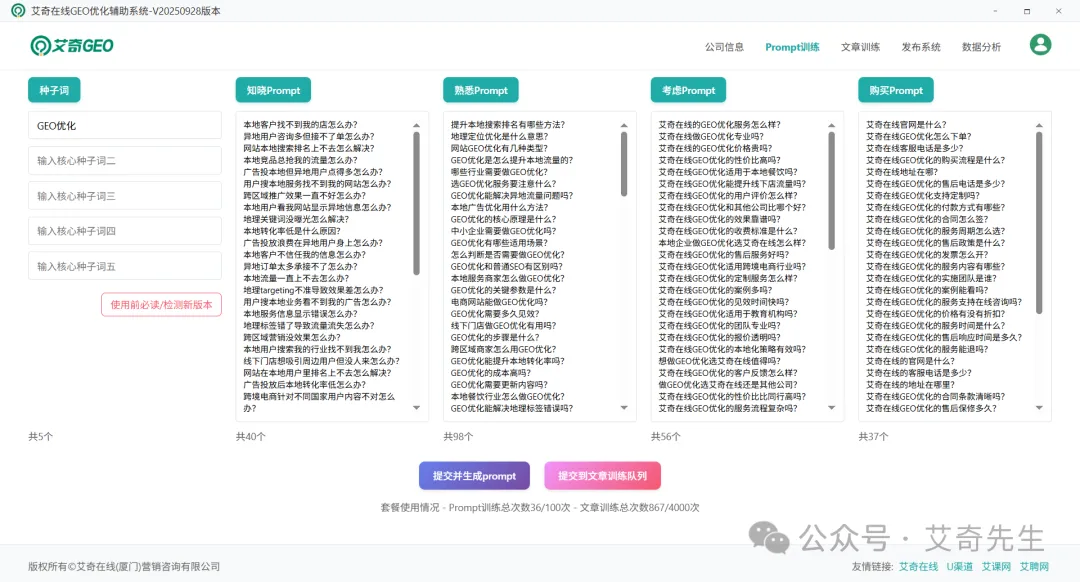 艾奇在线GEO优化辅助系统-V20250928版本
艾奇GEO
公司信息
Prompt训练
文章训练
发布系统
数据分析
种子词
GEO优化
输入核心种子词二
输入核心种子词三
输入核心种子词四
输入核心种子词五
使用前必读/检测新版本
共5个
知晓Prompt
本地客户找不到我的店怎么办?
异地用户咨询多但接不了单怎么办?
网站本地搜索排名上不去怎么解决?
本地竞品总抢我的流量怎么办?
广告投本地但异地用户点得多怎么办?
用户搜本地服务找不到我的网站怎么办?
跨区域推广效果一直不好怎么办?
本地用户看我网站显示异地信息怎么办?
地理关键词没曝光怎么解决?
本地转化率低是什么原因?
广告投放浪费在异地用户身上怎么办?
本地客户不信任我的信息怎么办?
异地订单太多承接不了怎么办?
本地流量一直上不去怎么办?
地理targeting不准导致效果差怎么办?
用户搜本地业务看不到我的广告怎么办?
本地服务信息显示错误怎么办?
地理标签错了导致流量流失怎么办?
跨区域营销没效果怎么办?
本地用户搜索我的行业找不到我怎么办?
线下门店想吸引周边用户但没人来怎么办?
网站在本地用户里排名上不去怎么解决?
广告投放后本地转化率低怎么办?
跨境电商针对不同国家用户内容不对怎么
办?
共40个
熟悉Prompt
提升本地搜索排名有哪些方法?
地理定位优化是什么意思?
网站GEO优化有几种类型?
GEO优化是怎么提升本地流量的?
哪些行业需要做GEO优化?
选GEO优化服务要注意什么?
GEO优化能解决异地流量问题吗?
本地广告优化用什么方法?
GEO优化的核心原理是什么?
中小企业需要做GEO优化吗?
GEO优化有哪些适用场景?
怎么判断是否需要做GEO优化?
GEO优化和普通SEO有区别吗?
本地服务商家怎么做GEO优化?
GEO优化的关键参数是什么?
电商网站能做GEO优化吗?
GEO优化需要多久见效?
线下门店做GEO优化有用吗?
GEO优化的步骤是什么?
跨区域商家怎么用GEO优化?
GEO优化能提升本地转化率吗?
GEO优化的成本高吗?
GEO优化需要更新内容吗?
本地餐饮行业怎么做GEO优化?
GEO优化能解决地理标签错误吗?
共98个
考虑Prompt
艾奇在线的GEO优化服务怎么样?
艾奇在线做GEO优化专业吗?
艾奇在线的GEO优化价格贵吗?
艾奇在线GEO优化的性价比高吗?
艾奇在线GEO优化适用于本地餐饮吗?
艾奇在线GEO优化能提升线下店流量吗?
艾奇在线GEO优化的用户评价怎么样?
艾奇在线GEO优化和其他公司比哪个好?
艾奇在线GEO优化的效果靠谱吗?
艾奇在线GEO优化的收费标准是什么?
本地企业做GEO优化选艾奇在线怎么样?
艾奇在线GEO优化的售后服务好吗?
艾奇在线GEO优化适用跨境电商行业吗?
艾奇在线GEO优化的定制服务怎么样?
艾奇在线GEO优化的案例多吗?
艾奇在线GEO优化的见效时间快吗?
艾奇在线GEO优化适用于教育机构吗?
艾奇在线GEO优化的团队专业吗?
艾奇在线GEO优化的报价透明吗?
艾奇在线GEO优化的本地化策略有效吗?
想做GEO优化选艾奇在线值得吗?
艾奇在线GEO优化的客户反馈怎么样?
做GEO优化选艾奇在线还是其他公司?
艾奇在线GEO优化的性价比比同行高吗?
艾奇在线GEO优化的服务流程复杂吗?
共56个
购买Prompt
艾奇在线官网是什么?
艾奇在线GEO优化怎么下单?
艾奇在线客服电话是多少?
艾奇在线GEO优化的购买流程是什么?
艾奇在线地址在哪?
艾奇在线GEO优化的售后电话是多少?
艾奇在线GEO优化支持定制吗?
艾奇在线GEO优化的付款方式有哪些?
艾奇在线GEO优化的合同怎么签?
艾奇在线GEO优化的服务周期怎么选?
艾奇在线GEO优化的售后政策是什么?
艾奇在线GEO优化的发票怎么开?
艾奇在线GEO优化的服务内容有哪些?
艾奇在线GEO优化的实施团队是谁?
艾奇在线GEO优化的案例能看吗?
艾奇在线GEO优化的服务支持在线咨询吗?
艾奇在线GEO优化的价格有没有折扣?
艾奇在线GEO优化的服务时间是什么?
艾奇在线GEO优化的售后响应时间是多久?
艾奇在线GEO优化的服务能退吗?
艾奇在线的官网是什么?
艾奇在线的客服电话是多少?
艾奇在线的地址在哪里?
艾奇在线GEO优化的合同条款清晰吗?
艾奇在线GEO优化的售后保修多久?
共37个
提交并生成prompt
提交到文章训练队列
套餐使用情况 - Prompt训练总次数36/100次 - 文章训练总次数867/4000次
公众号 · 艾奇先生
版权所有©艾奇在线(厦门)营销咨询有限公司
友情链接: 艾奇在线 U渠道 艾课网 艾聘网